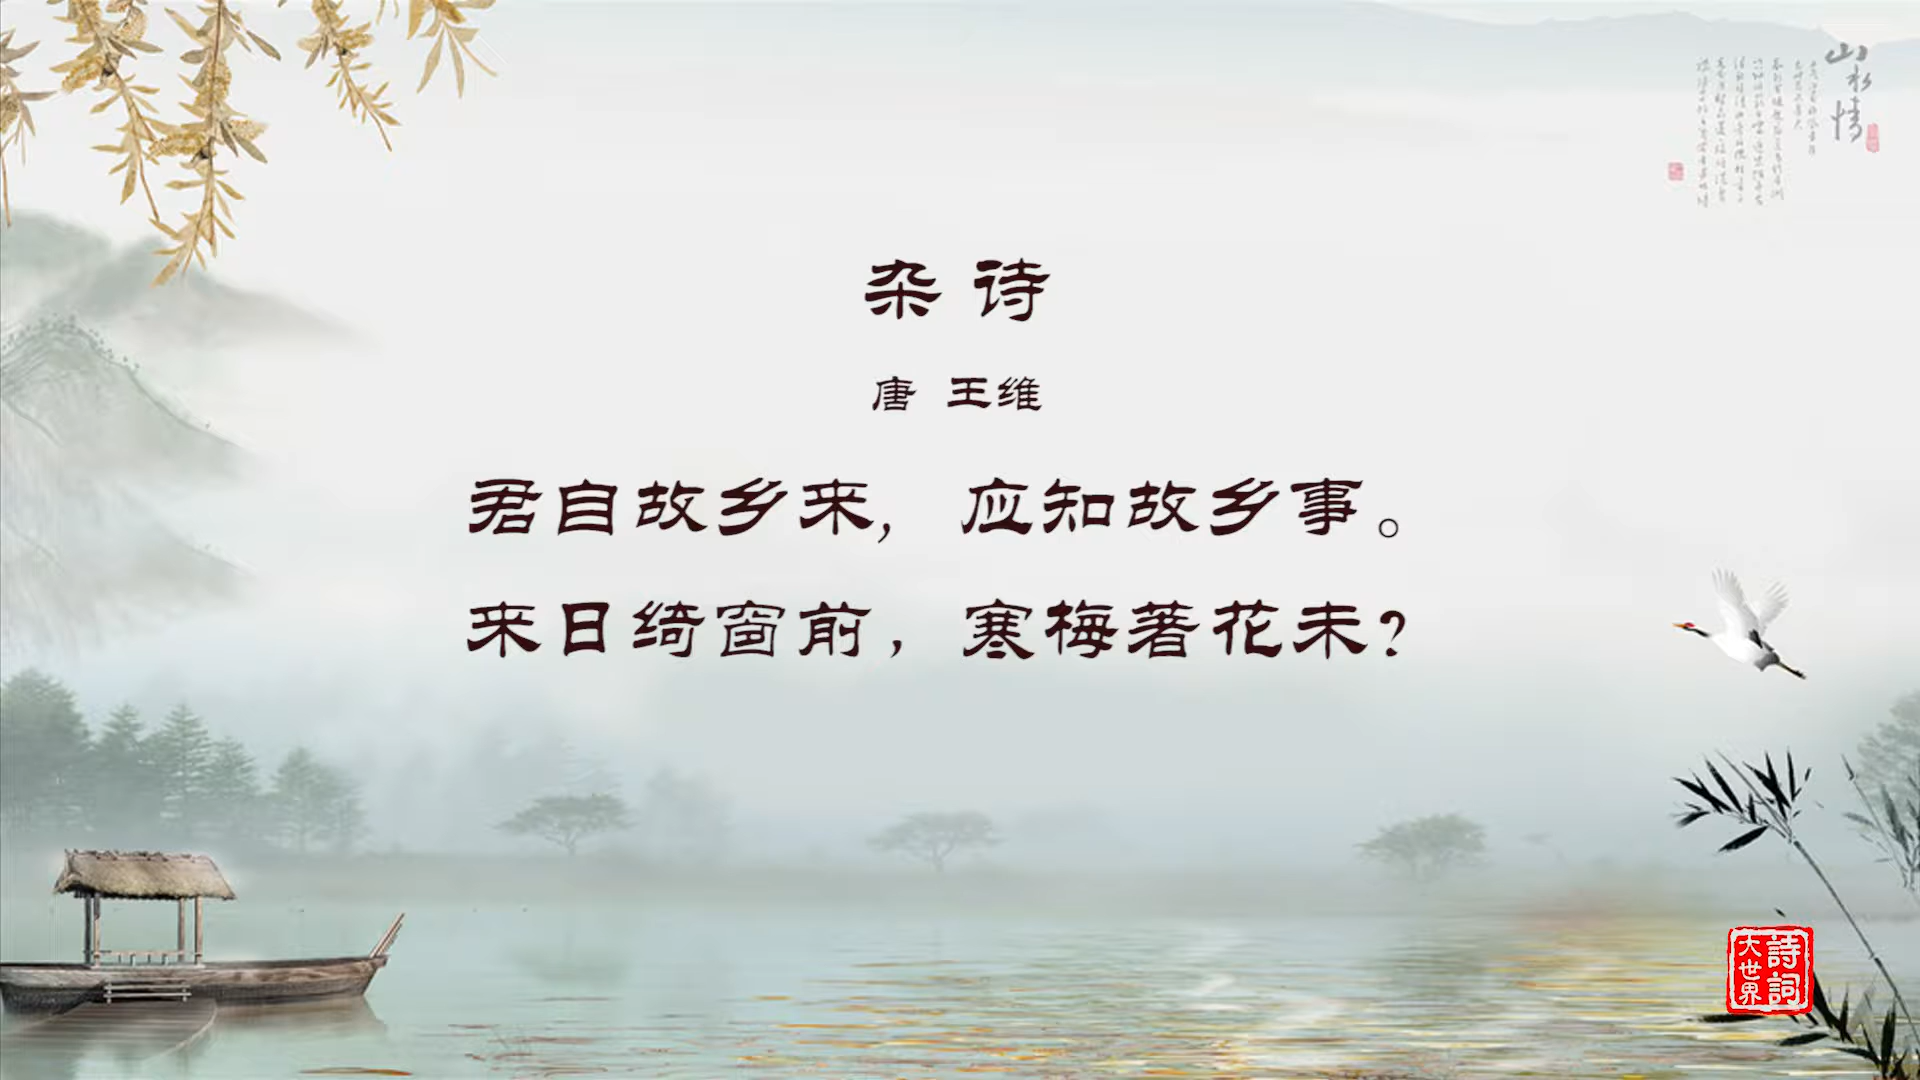 山水情
杂诗
唐 王维
君自故乡来，应知故乡事。
来日绮窗前，寒梅著花未？
詩詞
大世界